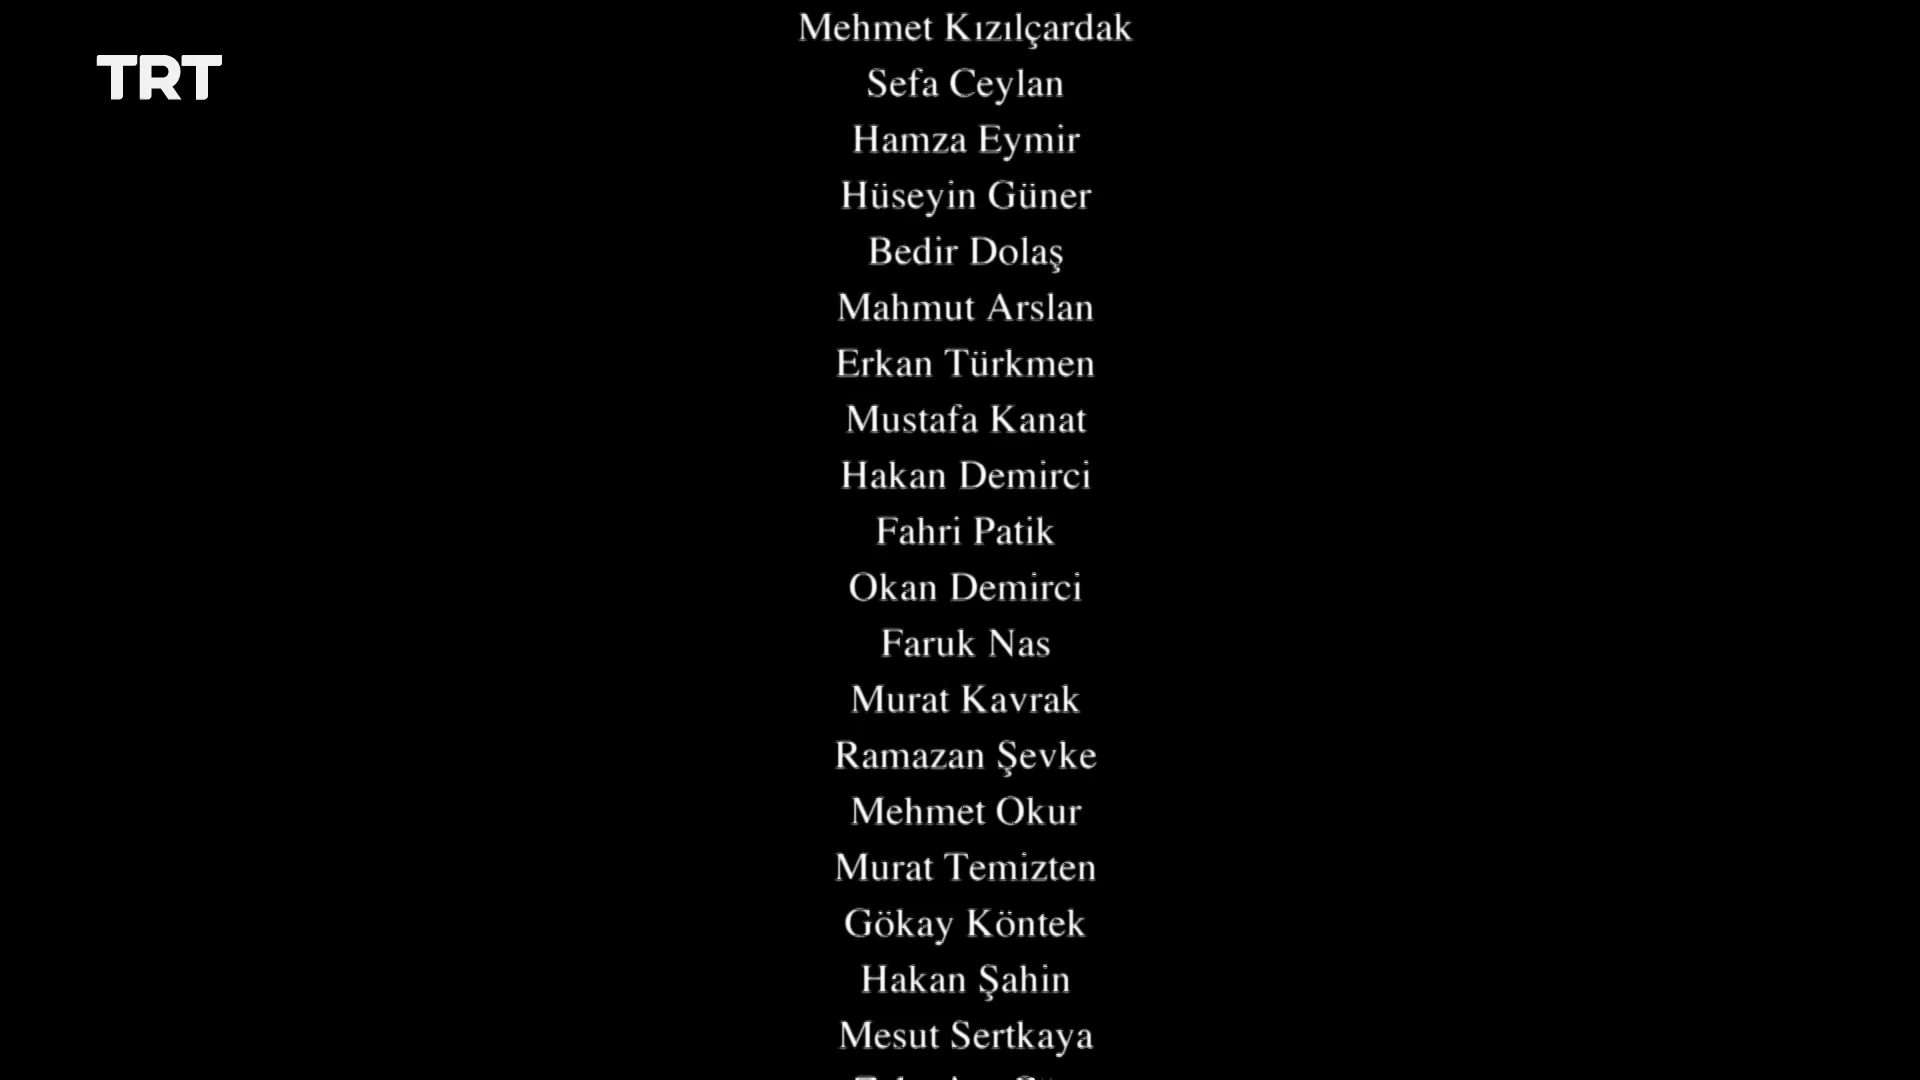 TRT
Mehmet Kızılçardak
Sefa Ceylan
Hamza Eymir
Hüseyin Güner
Bedir Dolaş
Mahmut Arslan
Erkan Türkmen
Mustafa Kanat
Hakan Demirci
Fahri Patik
Okan Demirci
Faruk Nas
Murat Kavrak
Ramazan Şevke
Mehmet Okur
Murat Temizten
Gökay Köntek
Hakan Şahin
Mesut Sertkaya